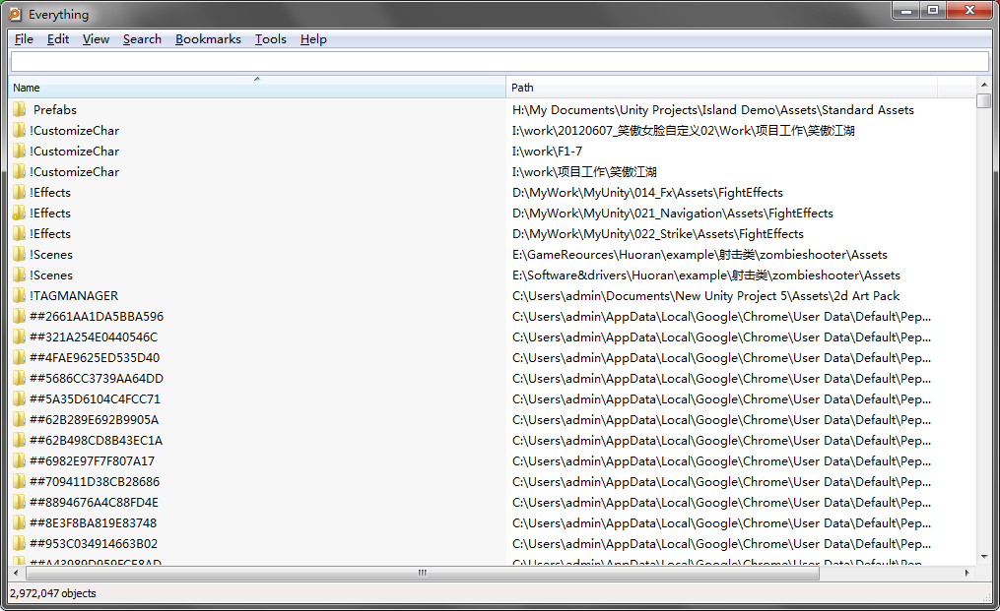 Everything
File Edit View Search Bookmarks Tools Help
Name Path
Prefabs H:\My Documents\Unity Projects\Island Demo\Assets\Standard Assets
!CustomizeChar I:\work\20120607_笑傲女脸自定义02\Work\项目工作\笑傲江湖
!CustomizeChar I:\work\F1-7
!CustomizeChar I:\work\项目工作\笑傲江湖
!Effects D:\MyWork\MyUnity\014_Fx\Assets\FightEffects
!Effects D:\MyWork\MyUnity\021_Navigation\Assets\FightEffects
!Effects D:\MyWork\MyUnity\022_Strike\Assets\FightEffects
!Scenes E:\GameReources\Huoran\example\射击类\zombieshooter\Assets
!Scenes E:\Software&drivers\Huoran\example\射击类\zombieshooter\Assets
!TAGMANAGER C:\Users\admin\Documents\New Unity Project 5\Assets\2d Art Pack
##2661AA1DA5BBA596 C:\Users\admin\AppData\Local\Google\Chrome\User Data\Default\Pep...
##321A254E0440546C C:\Users\admin\AppData\Local\Google\Chrome\User Data\Default\Pep...
##4FAE9625ED535D40 C:\Users\admin\AppData\Local\Google\Chrome\User Data\Default\Pep...
##5686CC3739AA64DD C:\Users\admin\AppData\Local\Google\Chrome\User Data\Default\Pep...
##5A35D6104C4FCC71 C:\Users\admin\AppData\Local\Google\Chrome\User Data\Default\Pep...
##62B289E692B9905A C:\Users\admin\AppData\Local\Google\Chrome\User Data\Default\Pep...
##62B498CD8B43EC1A C:\Users\admin\AppData\Local\Google\Chrome\User Data\Default\Pep...
##6982E97F7F807A17 C:\Users\admin\AppData\Local\Google\Chrome\User Data\Default\Pep...
##709411D38CB28686 C:\Users\admin\AppData\Local\Google\Chrome\User Data\Default\Pep...
##8894676A4C88FD4E C:\Users\admin\AppData\Local\Google\Chrome\User Data\Default\Pep...
##8E3F8BA819E83748 C:\Users\admin\AppData\Local\Google\Chrome\User Data\Default\Pep...
##953C034914663B02 C:\Users\admin\AppData\Local\Google\Chrome\User Data\Default\Pep...
C:\Users\admin\AppData\Local\Google\Chrome\User Data\Default\Pep...
2,972,047 objects